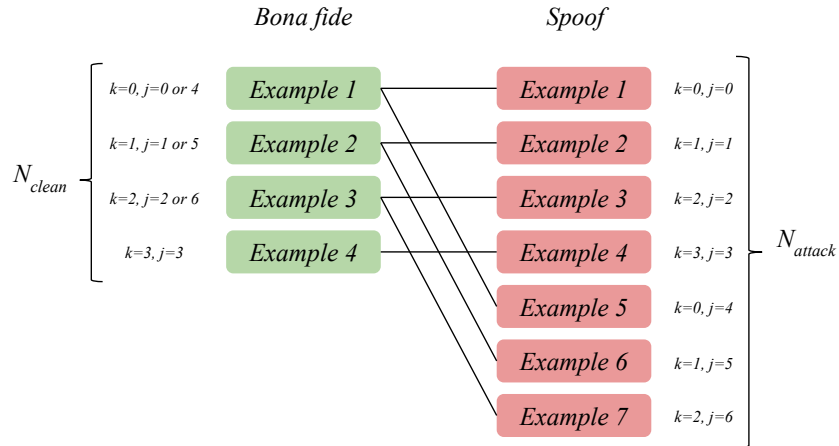 Bona fide Spoof
k=0, j=0 or 4 Example 1 Example 1 k=0, j=0
k=1, j=1 or 5 Example 2 Example 2 k=1, j=1
N_clean
k=2, j=2 or 6 Example 3 Example 3 k=2, j=2
k=3, j=3 Example 4 Example 4 k=3, j=3
N_attack
Example 5 k=0, j=4
Example 6 k=1, j=5
Example 7 k=2, j=6